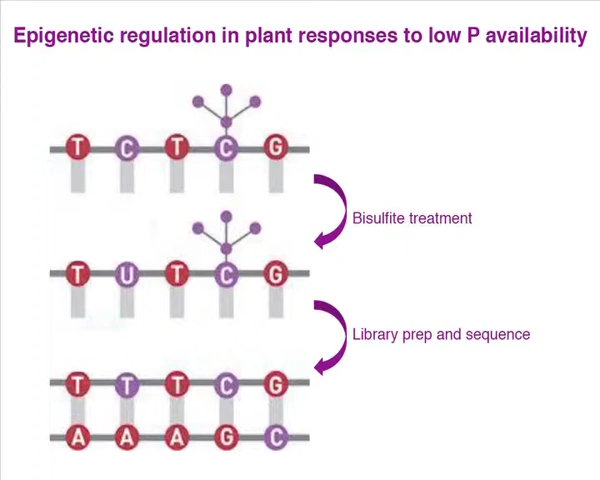 Epigenetic regulation in plant responses to low P availability
T C T C G
Bisulfite treatment
T U T C G
Library prep and sequence
T T T C G
A A A G C